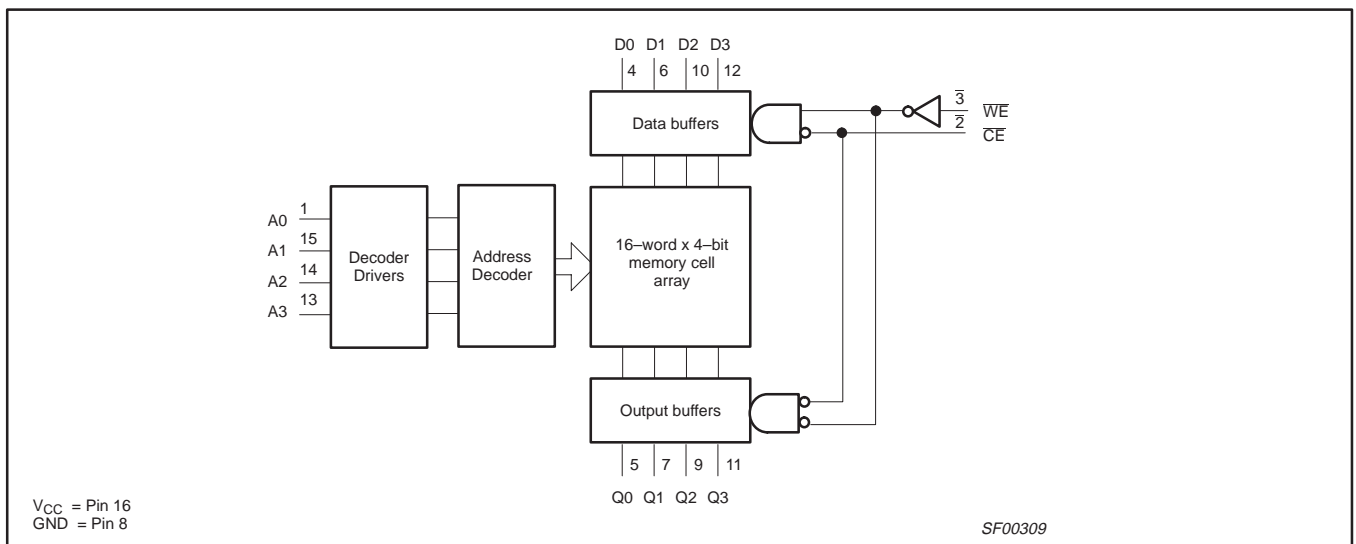 D0 D1 D2 D3
4 6 10 12
Data buffers
3 WE
2 CE
A0 1
A1 15
A2 14
A3 13
Decoder
Drivers
Address
Decoder
16–word x 4–bit
memory cell
array
Output buffers
5 7 9 11
Q0 Q1 Q2 Q3
VCC = Pin 16
GND = Pin 8
SF00309